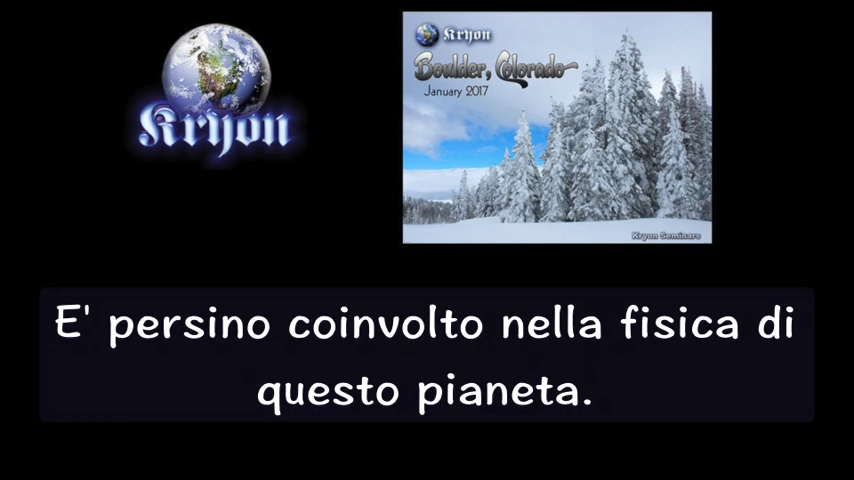 Kryon
Kryon
Boulder, Colorado
January 2017
Kryon Seminars
E' persino coinvolto nella fisica di
questo pianeta.